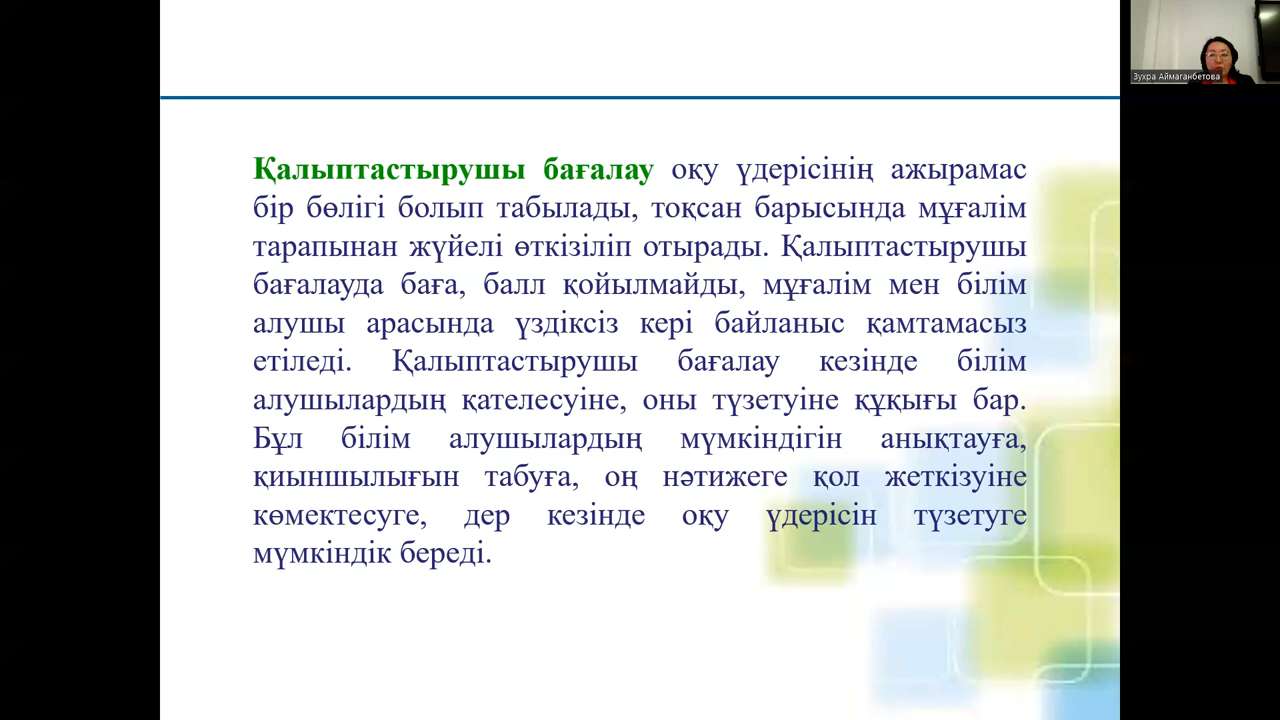 Қалыптастырушы бағалау оқу үдерісінің ажырамас
бір бөлігі болып табылады, тоқсан барысында мұғалім
тарапынан жүйелі өткізіліп отырады. Қалыптастырушы
бағалауда баға, балл қойылмайды, мұғалім мен білім
алушы арасында үздіксіз кері байланыс қамтамасыз
етіледі. Қалыптастырушы бағалау кезінде білім
алушылардың қателесуіне, оны түзетуіне құқығы бар.
Бұл білім алушылардың мүмкіндігін анықтауға,
қиыншылығын табуға, оң нәтижеге қол жеткізуіне
көмектесуге, дер кезінде оқу үдерісін түзетуге
мүмкіндік береді.
Зухра Аймаганбетова